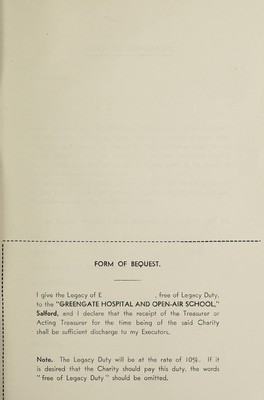 FORM OF BEQUEST.
I give the Legacy of £ , free of Legacy Duty,
to the "GREENGATE HOSPITAL AND OPEN-AIR SCHOOL,"
Salford, and I declare that the receipt of the Treasurer or
Acting Treasurer for the time being of the said Charity
shall be sufficient discharge to my Executors.
Note. The Legacy Duty will be at the rate of 10%. If it
is desired that the Charity should pay this duty, the words
"free of Legacy Duty" should be omitted.